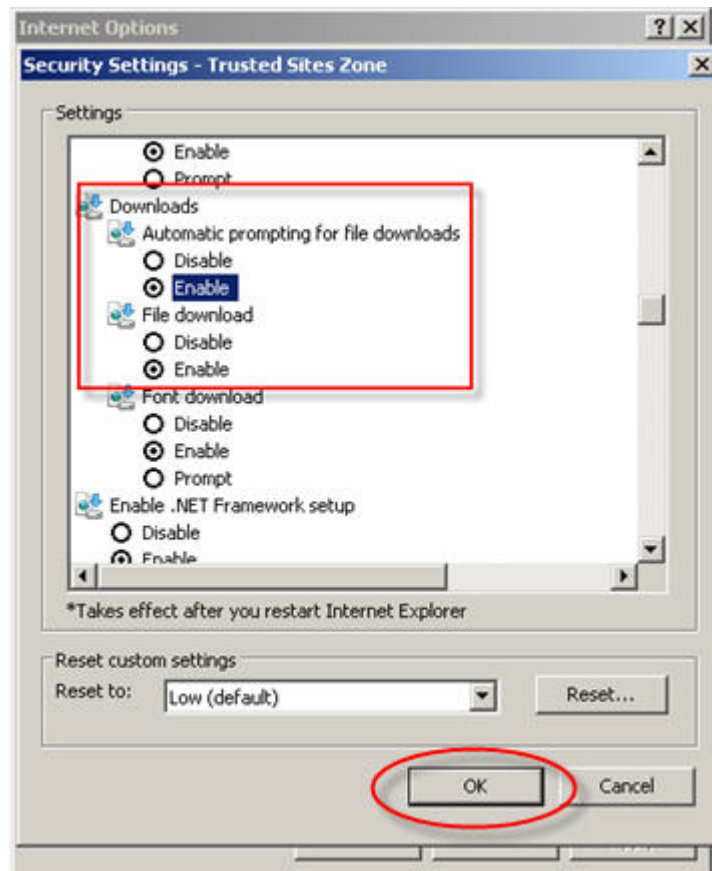 Internet Options
Security Settings - Trusted Sites Zone
Settings
Enable
Prompt
Downloads
Automatic prompting for file downloads
Disable
Enable
File download
Disable
Enable
Font download
Disable
Enable
Prompt
Enable .NET Framework setup
Disable
Enable
*Takes effect after you restart Internet Explorer
Reset custom settings
Reset to: Low (default) Reset...
OK Cancel